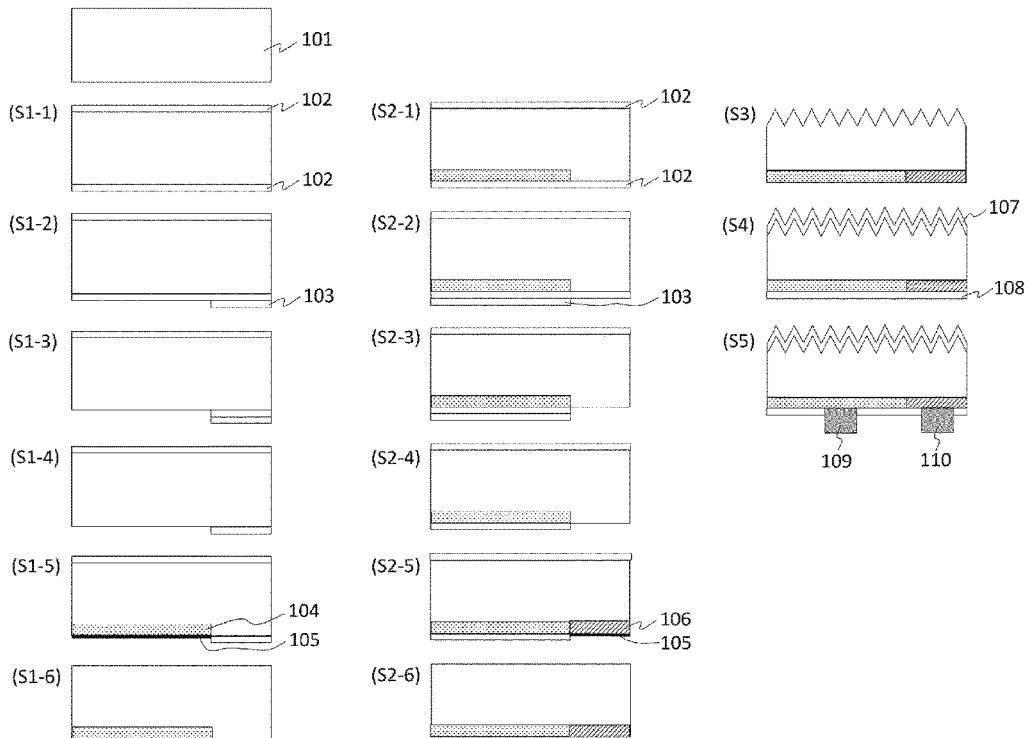 101
(S1-1)
102
102
(S1-2)
103
(S1-3)
(S1-4)
(S1-5)
104
105
(S1-6)
(S2-1)
102
102
(S2-2)
103
(S2-3)
(S2-4)
(S2-5)
106
105
(S2-6)
(S3)
(S4)
107
108
(S5)
109
110